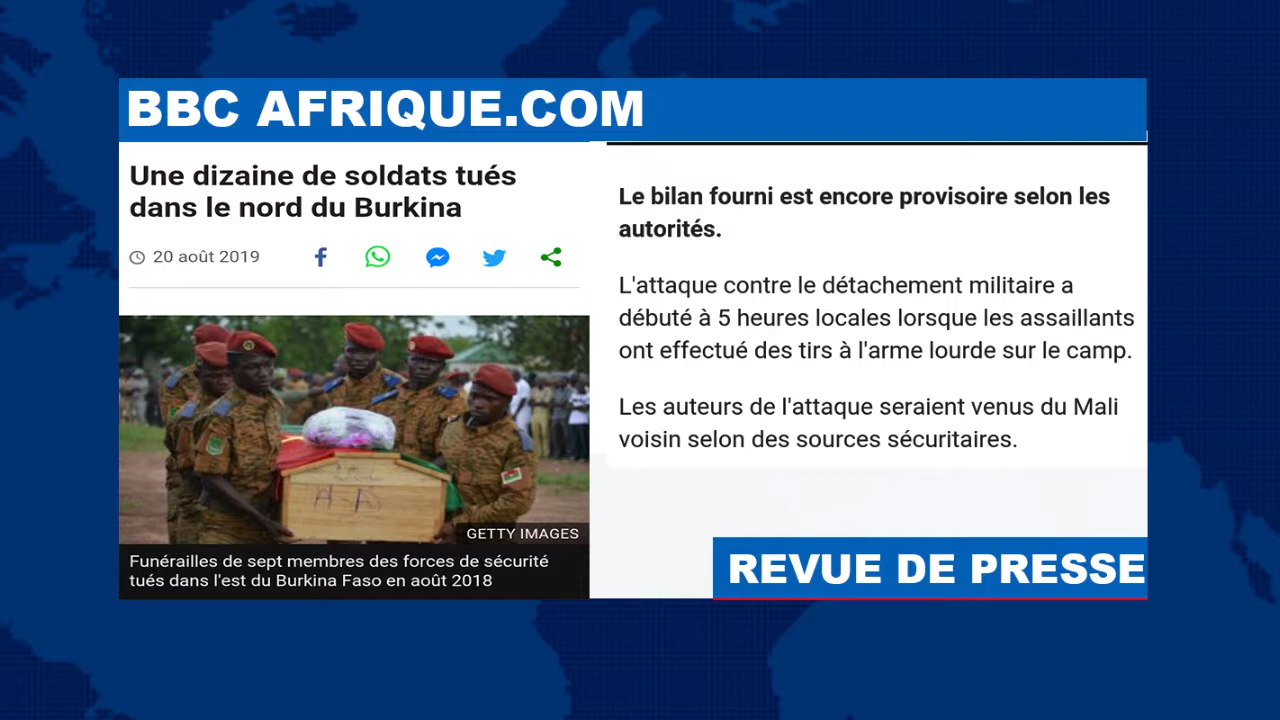 BBC AFRIQUE.COM
Une dizaine de soldats tués
dans le nord du Burkina
20 août 2019
GETTY IMAGES
Funérailles de sept membres des forces de sécurité
tués dans l'est du Burkina Faso en août 2018
Le bilan fourni est encore provisoire selon les
autorités.
L'attaque contre le détachement militaire a
débuté à 5 heures locales lorsque les assaillants
ont effectué des tirs à l'arme lourde sur le camp.
Les auteurs de l'attaque seraient venus du Mali
voisin selon des sources sécuritaires.
REVUE DE PRESSE